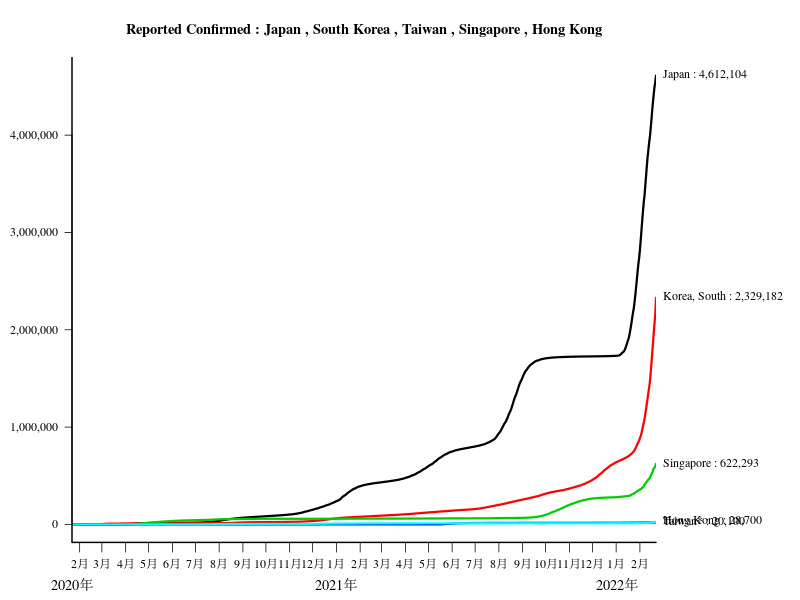 Reported Confirmed : Japan , South Korea , Taiwan , Singapore , Hong Kong
Japan : 4,612,104
4,000,000
3,000,000
Korea, South : 2,329,182
2,000,000
1,000,000
Singapore : 622,293
0
2月 3月 4月 5月 6月 7月 8月 9月 10月 11月 12月 1月 2月 3月 4月 5月 6月 7月 8月 9月 10月 11月 12月 1月 2月
2020年 2021年 2022年